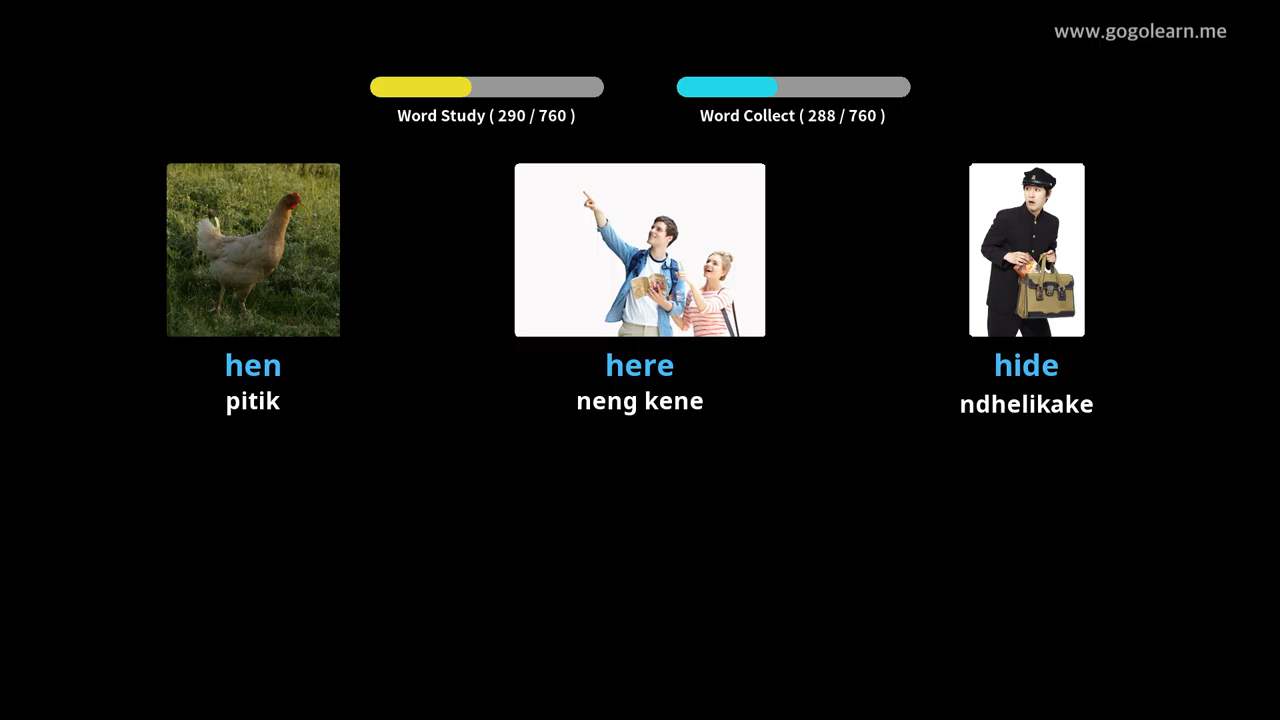 www.gogolearn.me
Word Study ( 290 / 760 )
Word Collect ( 288 / 760 )
hen
pitik
here
neng kene
hide
ndhelikake